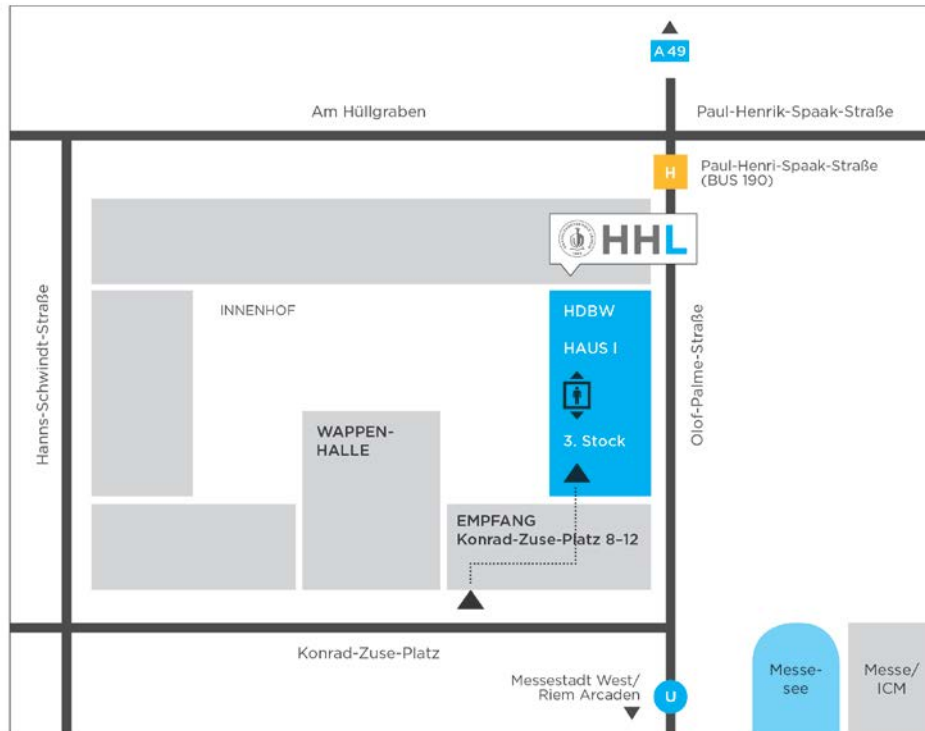 A 49
Am Hüllgraben
Paul-Henrik-Spaak-Straße
H
Paul-Henri-Spaak-Straße
(BUS 190)
HHL
INNENHOF
HDBW
HAUS I
3. Stock
Hanns-Schwindt-Straße
Olof-Palme-Straße
WAPPEN-
HALLE
EMPFANG
Konrad-Zuse-Platz 8–12
Konrad-Zuse-Platz
Messestadt West/
Riem Arcaden
U
Messe-
see
Messe/
ICM